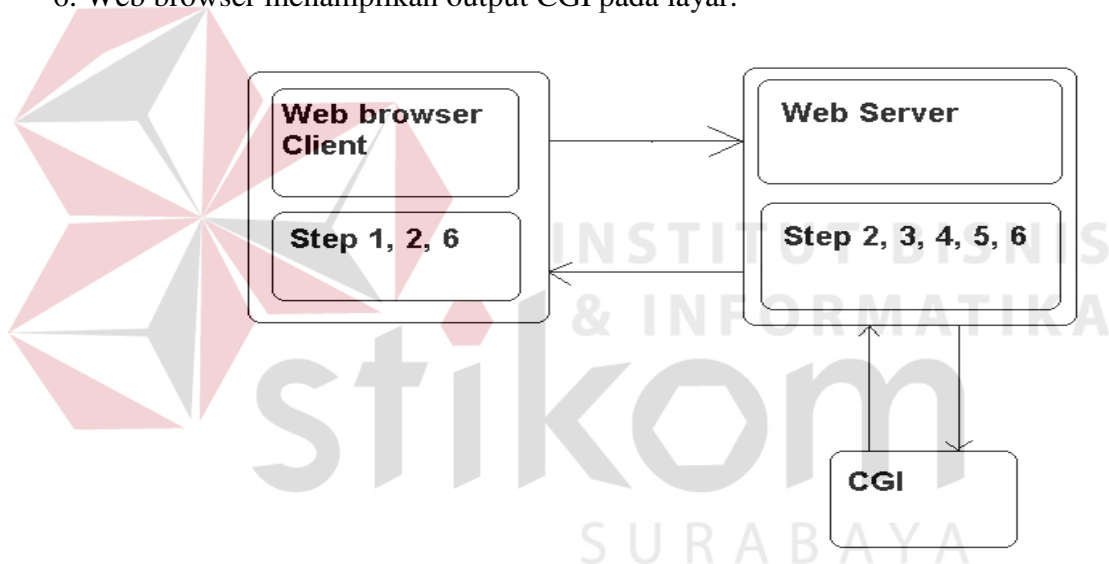 6. Web browser menampilkan output CGI pada layar.
Web browser
Client
Web Server
Step 1, 2, 6
Step 2, 3, 4, 5, 6
INSTITUT BISNIS
& INFORMATIKA
stikom
CGI
SURABAYA